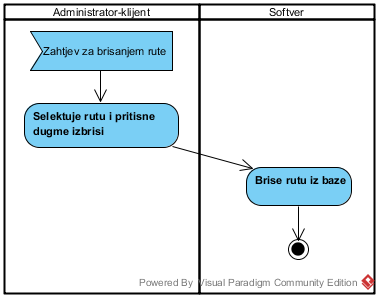 Administrator-klijent
Softver
Zahtjev za brisanjem rute
Selektuje rutu i pritisne
dugme izbrisi
Brise rutu iz baze
Powered By Visual Paradigm Community Edition